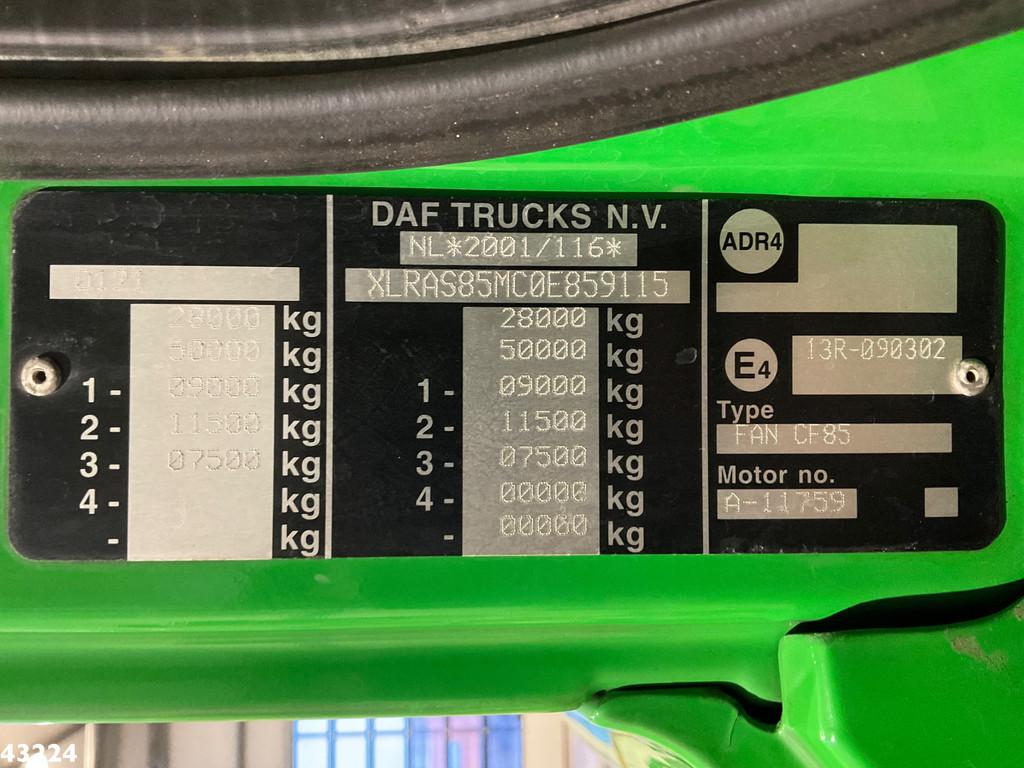 0121
28000 kg
50000 kg
1 - 09000 kg
2 - 11500 kg
3 - 07500 kg
4 - kg
- kg
DAF TRUCKS N.V.
NL*2001/116*
XLRAS85MC0E859115
28000 kg
50000 kg
1 - 09000 kg
2 - 11500 kg
3 - 07500 kg
4 - 00000 kg
- 00000 kg
ADR4
E4 13R-090302
Type
FAN CF85
Motor no.
A-11759
43224